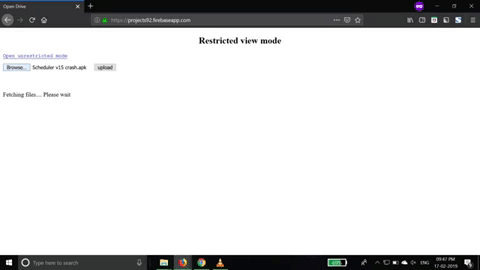 Open Drive
https://projects92.firebaseapp.com
Restricted view mode
Open unrestricted mode
Browse... Scheduler v15 crash.apk upload
Fetching files.... Please wait
Type here to search
ENG
09:47 PM
17-02-2019